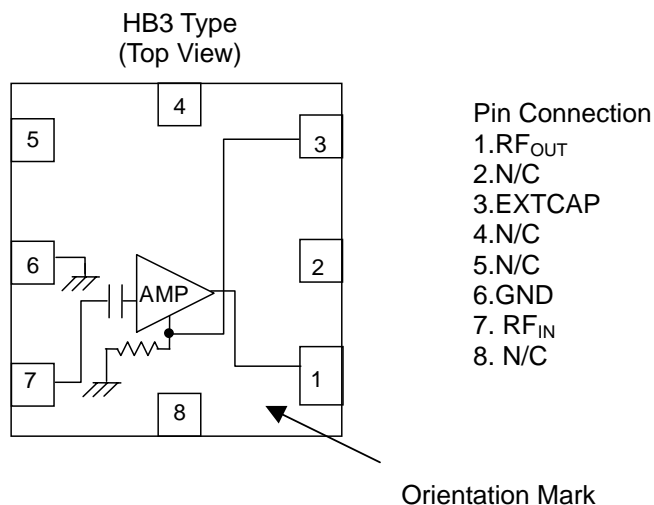 HB3 Type
(Top View)
4
5
3
6
2
AMP
7
1
8
Pin Connection
1.RFOUT
2.N/C
3.EXTCAP
4.N/C
5.N/C
6.GND
7. RFIN
8. N/C
Orientation Mark